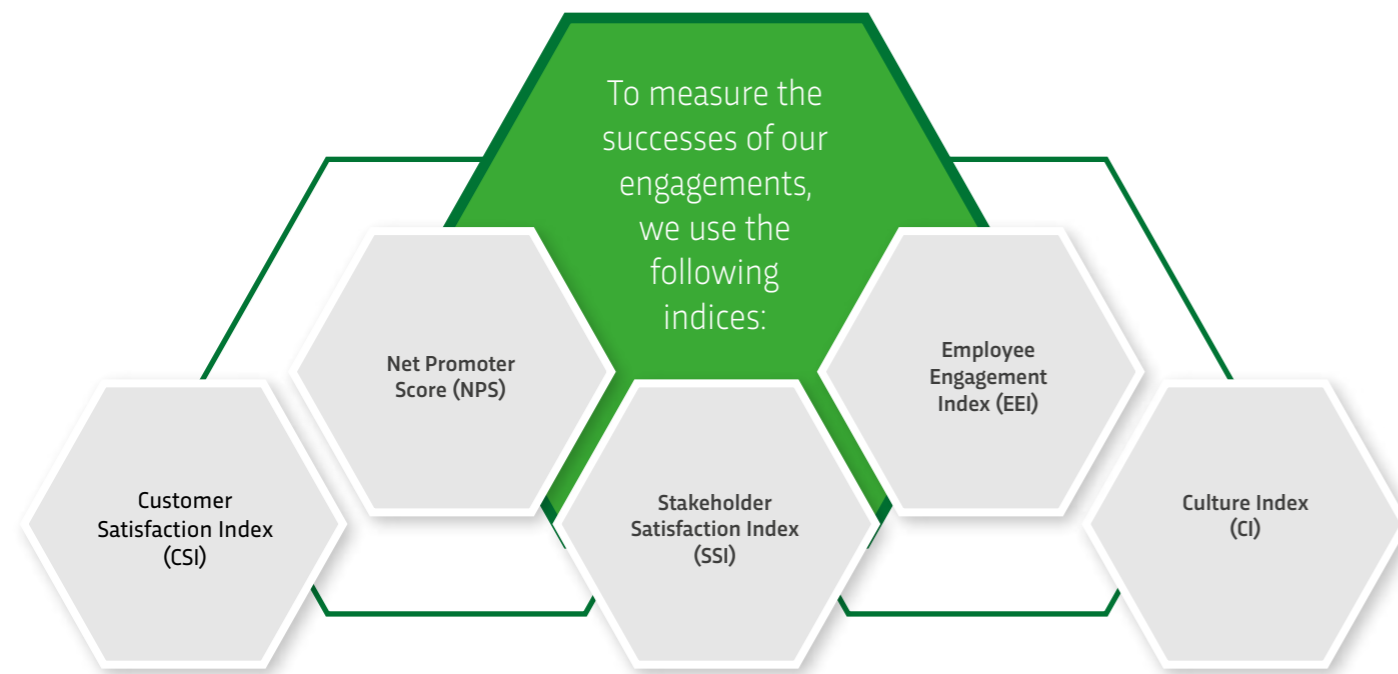 To measure the
successes of our
engagements,
we use the
following
indices:
Customer
Satisfaction Index
(CSI)
Net Promoter
Score (NPS)
Stakeholder
Satisfaction Index
(SSI)
Employee
Engagement
Index (EEI)
Culture Index
(CI)